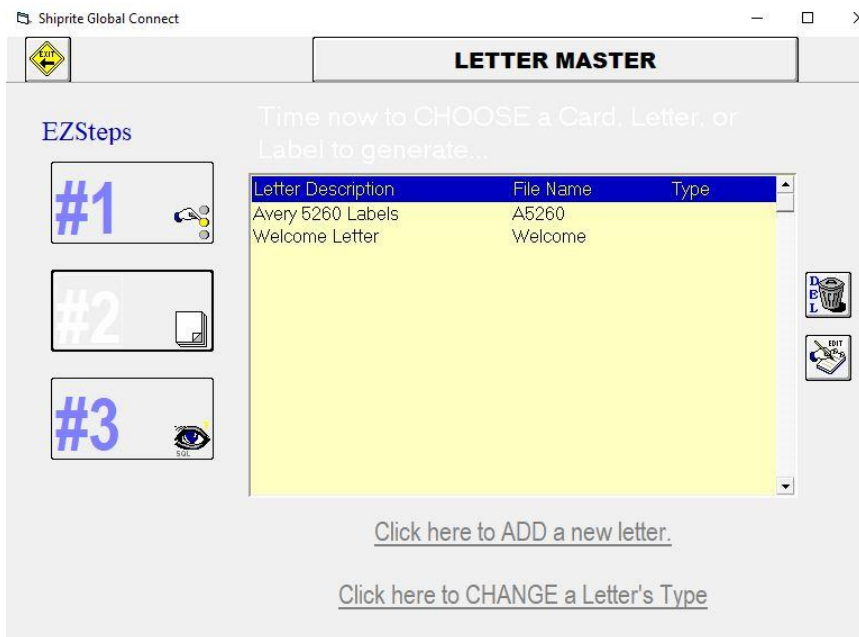 Shiprite Global Connect
EXIT
LETTER MASTER
EZSteps
Time now to CHOOSE a Card, Letter, or
Label to generate...
#1
#2
#3
SQL
Letter Description File Name Type
Avery 5260 Labels A5260
Welcome Letter Welcome
DEL
EDIT
Click here to ADD a new letter.
Click here to CHANGE a Letter's Type